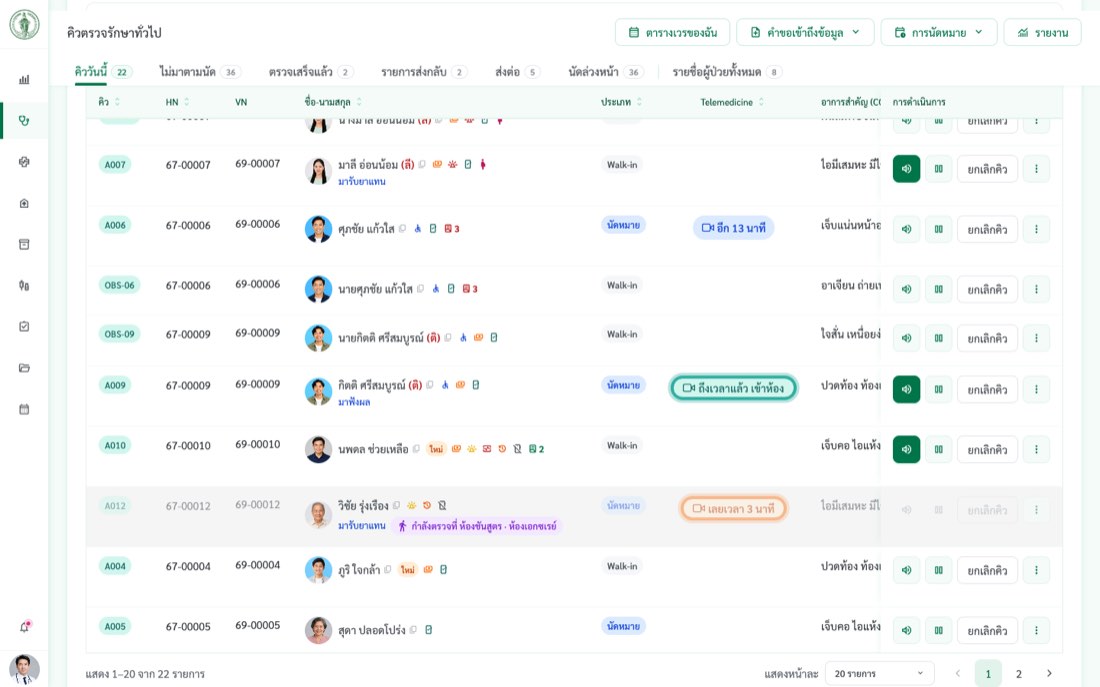 คิวตรวจรักษาทั่วไป
ตารางเวรของฉัน
คำขอเข้าถึงข้อมูล
การนัดหมาย
รายงาน
คิววันนี้ 22
ไม่มาตามนัด 36
ตรวจเสร็จแล้ว 2
รายการส่งกลับ 2
ส่งต่อ 5
นัดล่วงหน้า 36
รายชื่อผู้ป่วยทั้งหมด 8
คิว HN VN ชื่อ-นามสกุล ประเภท Telemedicine อาการสำคัญ (CC การดำเนินการ
ยกเลิกคิว
A007 67-00007 69-00007 มาลี อ่อนน้อม (ลี) Walk-in ไอมีเสมหะ มีไ ยกเลิกคิว
มารับยาแทน
A006 67-00006 69-00006 ศุภชัย แก้วใส 3 นัดหมาย อีก 13 นาที เจ็บแน่นหน้าอ ยกเลิกคิว
OBS-06 67-00006 69-00006 นายศุภชัย แก้วใส 3 Walk-in อาเจียน ถ่ายเห ยกเลิกคิว
OBS-09 67-00009 69-00009 นายกิตติ ศรีสมบูรณ์ (ติ) Walk-in ใจสั่น เหนื่อยง่ ยกเลิกคิว
A009 67-00009 69-00009 กิตติ ศรีสมบูรณ์ (ติ) นัดหมาย ถึงเวลาแล้ว เข้าห้อง ปวดท้อง ท้อง ยกเลิกคิว
มาฟังผล
A010 67-00010 69-00010 นพดล ช่วยเหลือ ใหม่ 2 Walk-in เจ็บคอ ไอแห้ง ยกเลิกคิว
A012 67-00012 69-00012 วิชัย รุ่งเรือง นัดหมาย เลยเวลา 3 นาที ไอมีเสมหะ มีไ ยกเลิกคิว
มารับยาแทน กำลังตรวจที่ ห้องชันสูตร · ห้องเอกซเรย์
A004 67-00004 69-00004 ภูริ ใจกล้า ใหม่ Walk-in ปวดท้อง ท้อง ยกเลิกคิว
A005 67-00005 69-00005 สุดา ปลอดโปร่ง นัดหมาย เจ็บคอ ไอแห้ง ยกเลิกคิว
แสดง 1–20 จาก 22 รายการ แสดงหน้าละ 20 รายการ 1 2